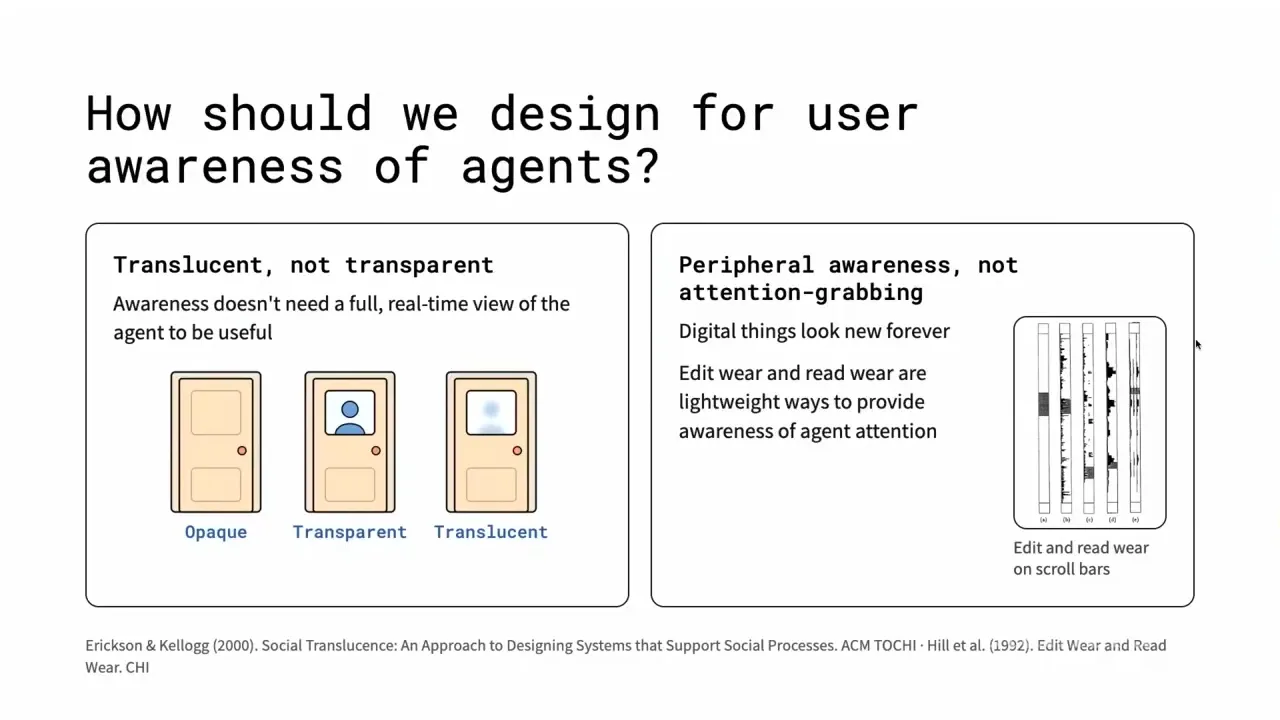 How should we design for user
awareness of agents?
Translucent, not transparent
Awareness doesn't need a full, real-time view of the
agent to be useful
Opaque
Transparent
Translucent
Peripheral awareness, not
attention-grabbing
Digital things look new forever
Edit wear and read wear are
lightweight ways to provide
awareness of agent attention
(a) (b) (c) (d) (e)
Edit and read wear
on scroll bars
Erickson & Kellogg (2000). Social Translucence: An Approach to Designing Systems that Support Social Processes. ACM TOCHI · Hill et al. (1992). Edit Wear and Read
Wear. CHI